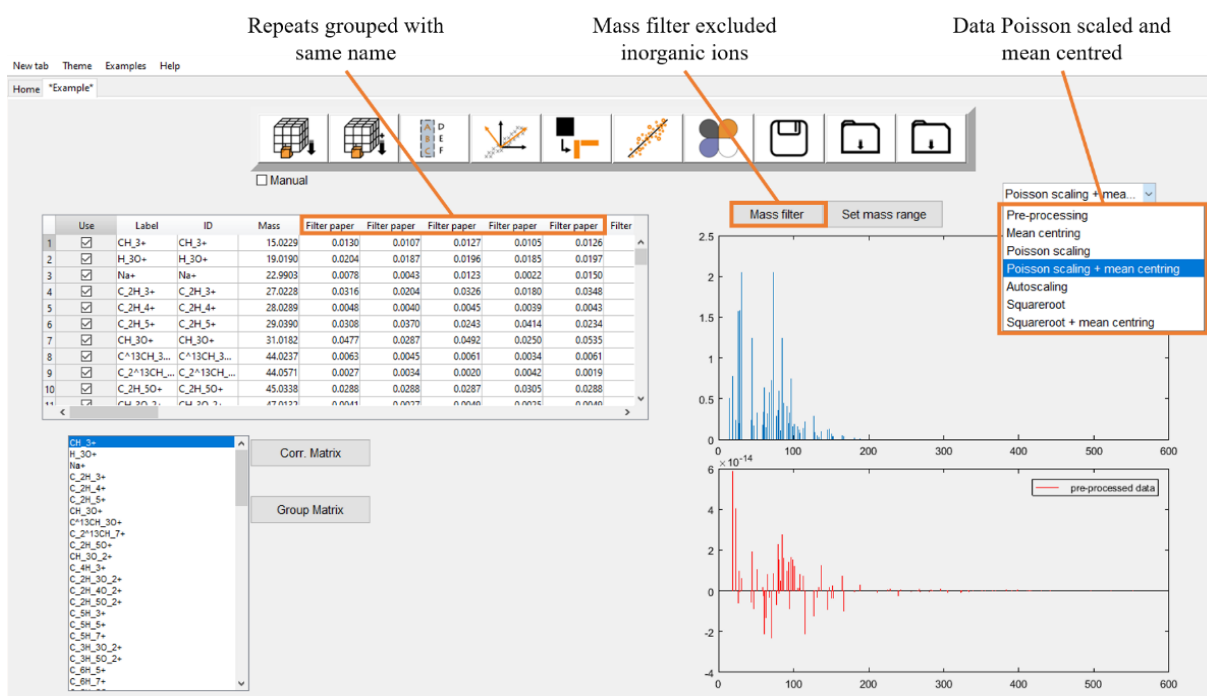 Repeats grouped with
same name
Mass filter excluded
inorganic ions
Data Poisson scaled and
mean centred
New tab Theme Examples Help
Home *Example*
A D
B E
C F
Manual
Poisson scaling + mea...
Mass filter Set mass range
Pre-processing
Mean centring
Poisson scaling
Poisson scaling + mean centring
Autoscaling
Squareroot
Squareroot + mean centring
Use Label ID Mass Filter paper Filter paper Filter paper Filter paper Filter paper Filter
1 CH_3+ CH_3+ 15.0229 0.0130 0.0107 0.0127 0.0105 0.0126
2 H_3O+ H_3O+ 19.0190 0.0204 0.0187 0.0196 0.0185 0.0197
3 Na+ Na+ 22.9903 0.0078 0.0043 0.0123 0.0022 0.0150
4 C_2H_3+ C_2H_3+ 27.0228 0.0316 0.0204 0.0326 0.0180 0.0348
5 C_2H_4+ C_2H_4+ 28.0289 0.0048 0.0040 0.0045 0.0039 0.0043
6 C_2H_5+ C_2H_5+ 29.0390 0.0308 0.0370 0.0243 0.0414 0.0234
7 CH_3O+ CH_3O+ 31.0182 0.0477 0.0287 0.0492 0.0250 0.0535
8 C^13CH_3... C^13CH_3... 44.0237 0.0063 0.0045 0.0061 0.0034 0.0061
9 C_2^13CH_... C_2^13CH_... 44.0571 0.0027 0.0034 0.0020 0.0042 0.0019
10 C_2H_5O+ C_2H_5O+ 45.0338 0.0288 0.0288 0.0287 0.0305 0.0288
2.5
2
1.5
1
0.5
0
0 100 200 300 400 500 600
CH_3+
H_3O+
Na+
C_2H_3+
C_2H_4+
C_2H_5+
CH_3O+
C^13CH_3O+
C_2^13CH_7+
C_2H_5O+
CH_3O_2+
C_4H_3+
C_2H_3O_2+
C_2H_4O_2+
C_2H_5O_2+
C_5H_3+
C_5H_5+
C_5H_7+
C_3H_3O_2+
C_3H_5O_2+
C_6H_5+
C_6H_7+
Corr. Matrix
Group Matrix
×10^-14
pre-processed data
6
4
2
0
-2
-4
0 100 200 300 400 500 600